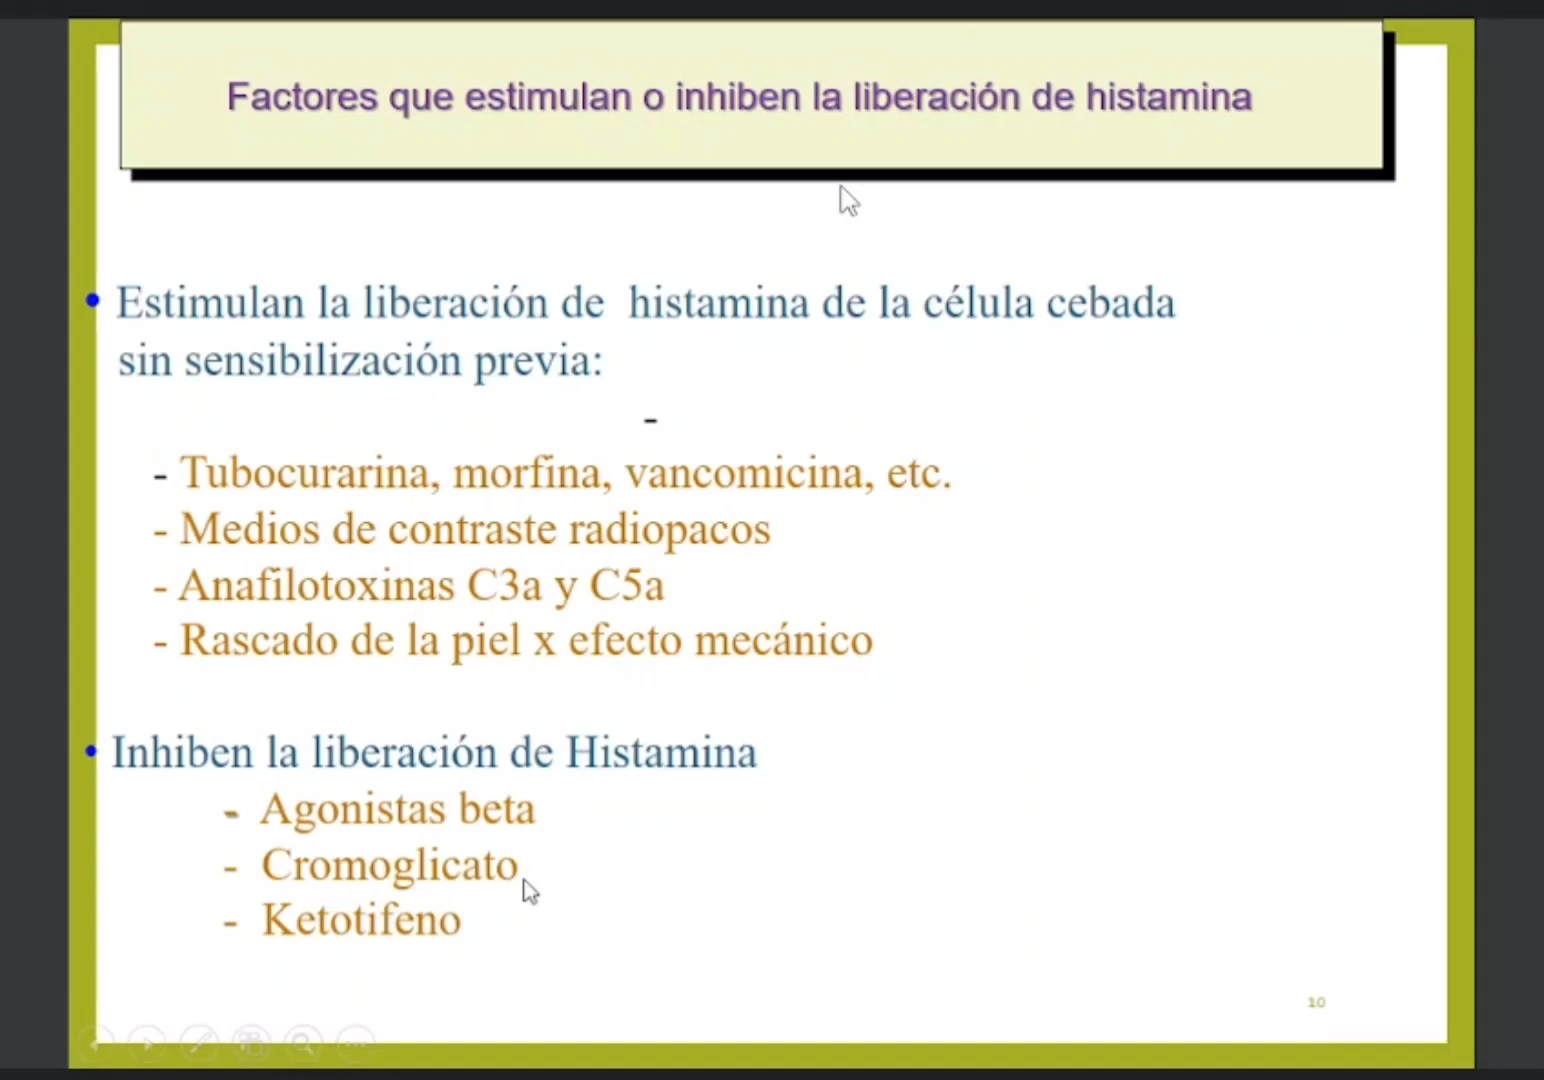 Factores que estimulan o inhiben la liberación de histamina
• Estimulan la liberación de histamina de la célula cebada
sin sensibilización previa:
-
- Tubocurarina, morfina, vancomicina, etc.
- Medios de contraste radiopacos
- Anafilotoxinas C3a y C5a
- Rascado de la piel x efecto mecánico
• Inhiben la liberación de Histamina
- Agonistas beta
- Cromoglicato
- Ketotifeno
10